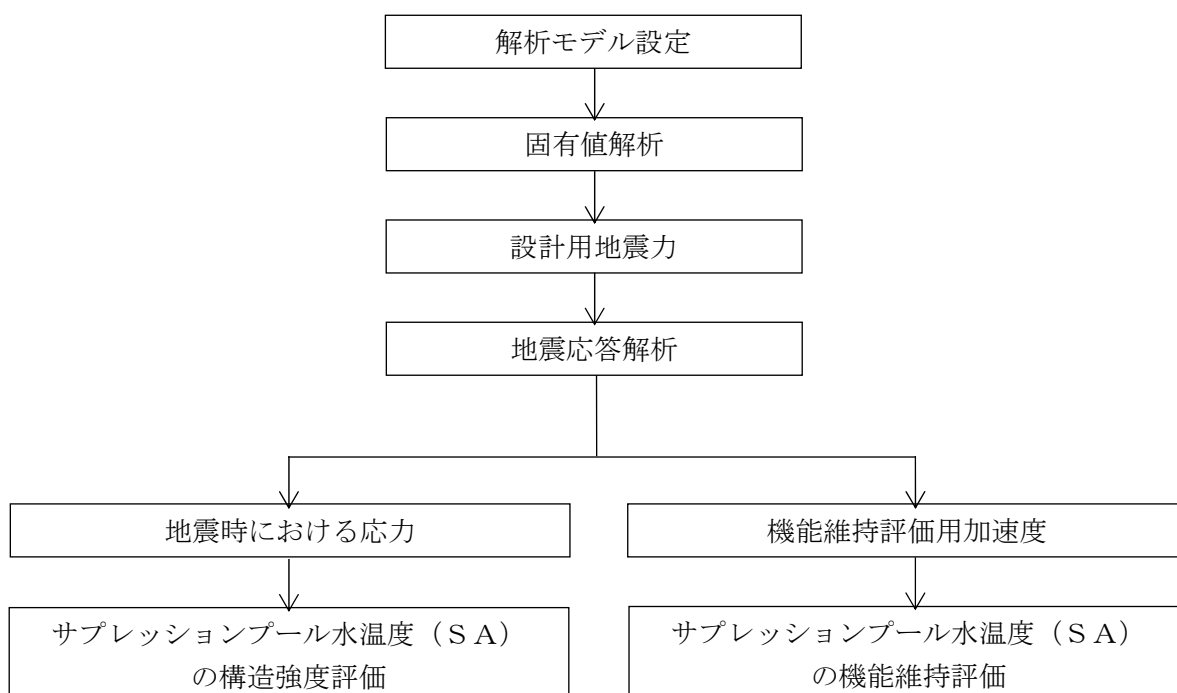 解析モデル設定
固有値解析
設計用地震力
地震応答解析
地震時における応力
機能維持評価用加速度
サプレッションプール水温度（ＳＡ）
の構造強度評価
サプレッションプール水温度（ＳＡ）
の機能維持評価